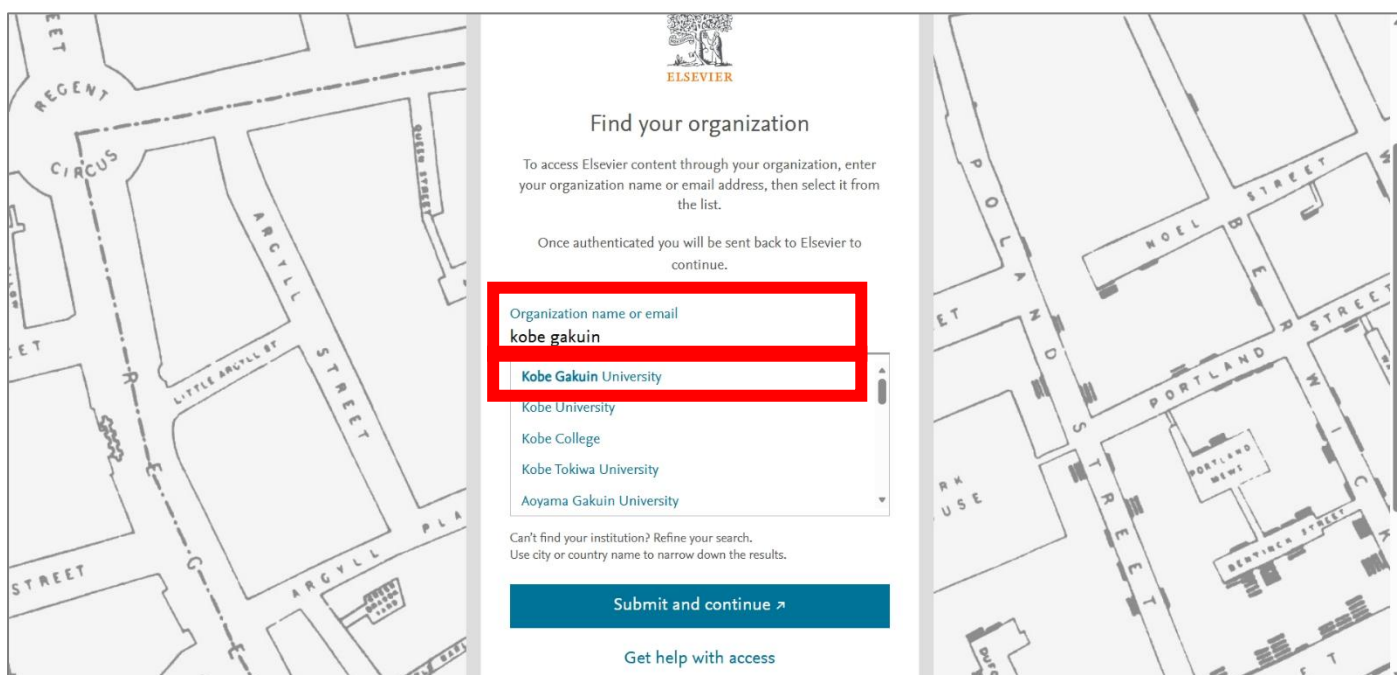 ELSEVIER
Find your organization
To access Elsevier content through your organization, enter
your organization name or email address, then select it from
the list.
Once authenticated you will be sent back to Elsevier to
continue.
Organization name or email
kobe gakuin
Kobe Gakuin University
Kobe University
Kobe College
Kobe Tokiwa University
Aoyama Gakuin University
Can't find your institution? Refine your search.
Use city or country name to narrow down the results.
Submit and continue ↗
Get help with access
REGENT
CIRCUS
QUEEN STREET
ARGYLL
STREET
LITTLE ARGYLL ST
ARGYLL PLA
STREET
POLAND
STREET
NOEL STREET
BERWICK
PORTLAND STREET
PORTLAND
MEWS
BENTINCK STREET